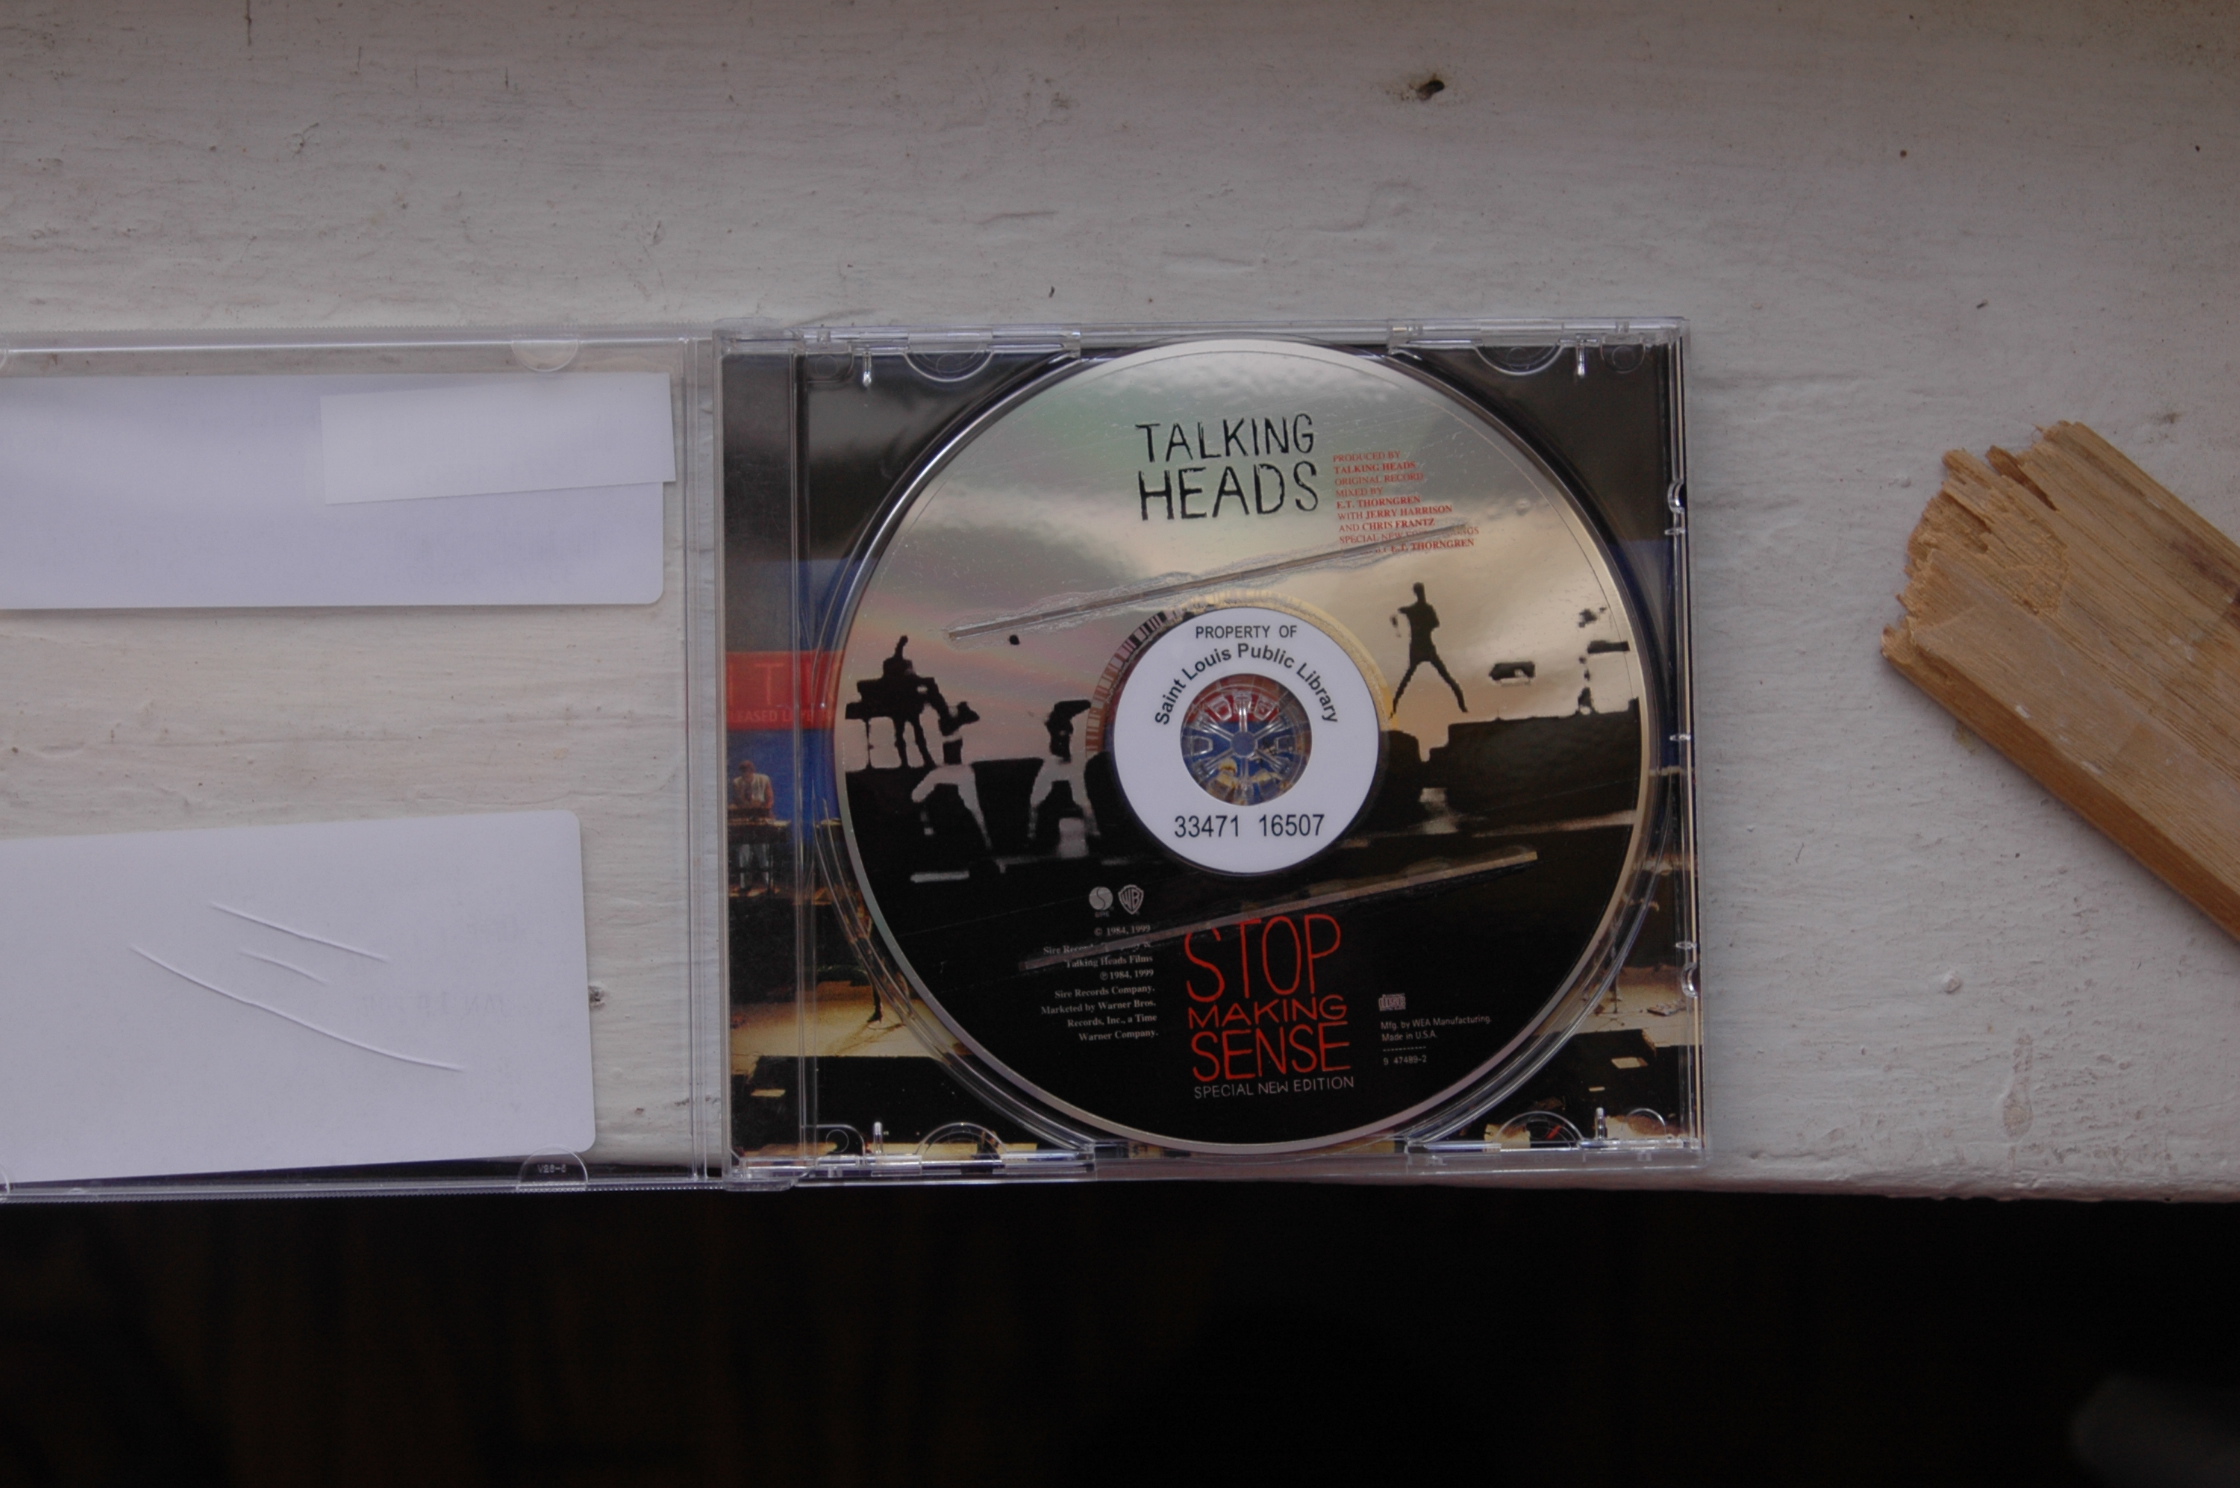 TALKING
HEADS
PRODUCED BY
TALKING HEADS
ORIGINAL RECORD
MIXED BY
E.T. THORNGREN
WITH JERRY HARRISON
AND CHRIS FRANTZ
SPECIAL NEW
E.T. THORNGREN
PROPERTY OF
Saint Louis Public Library
33471 16507
© 1984, 1999
Talking Heads Films
℗ 1984, 1999
Sire Records Company.
Marketed by Warner Bros.
Records, Inc., a Time
Warner Company.
STOP
MAKING
SENSE
SPECIAL NEW EDITION
Mfg. by WEA Manufacturing.
Made in U.S.A.
9 47489-2